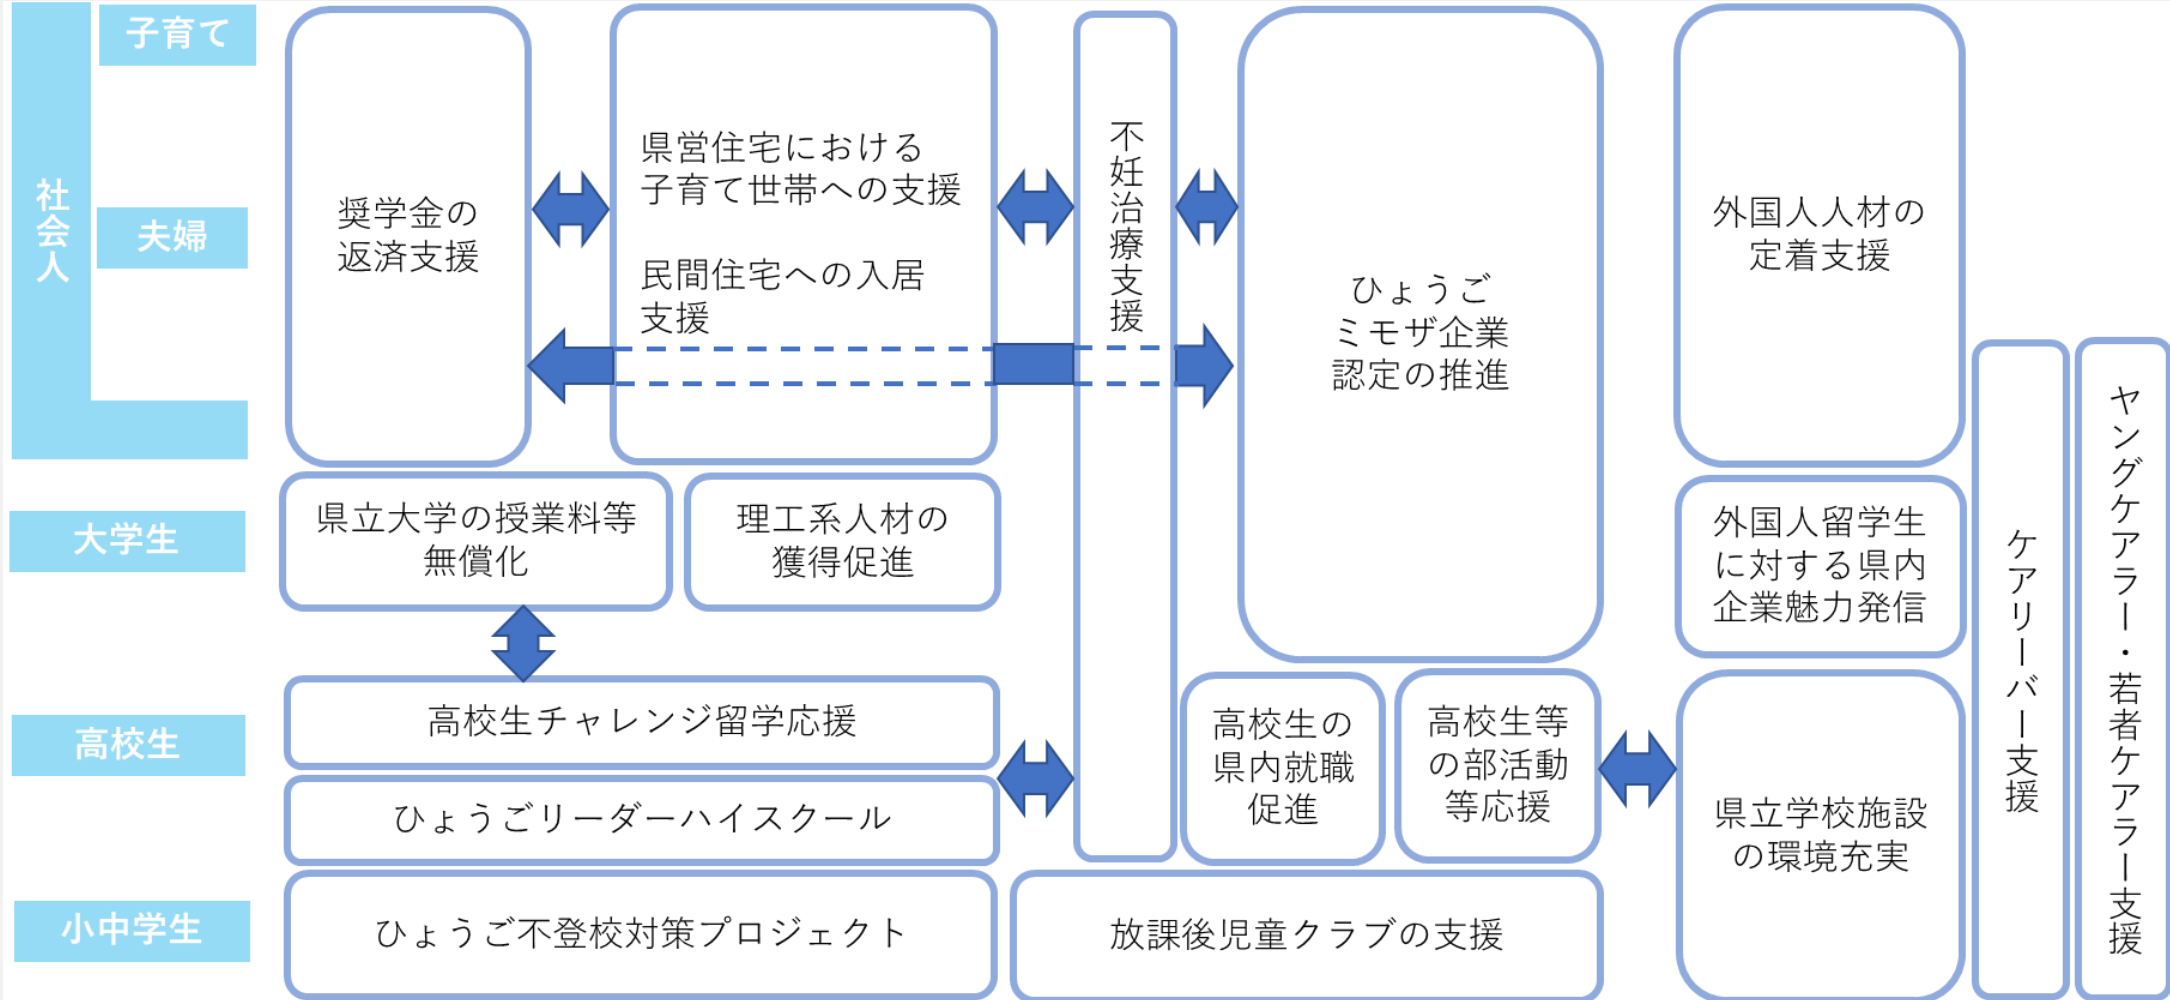 子育て
社会人
夫婦
大学生
高校生
小中学生
奨学金の
返済支援
県営住宅における
子育て世帯への支援
民間住宅への入居
支援
不妊治療支援
ひょうご
ミモザ企業
認定の推進
外国人人材の
定着支援
県立大学の授業料等
無償化
理工系人材の
獲得促進
外国人留学生
に対する県内
企業魅力発信
高校生チャレンジ留学応援
ひょうごリーダーハイスクール
高校生の
県内就職
促進
高校生等
の部活動
等応援
県立学校施設
の環境充実
ひょうご不登校対策プロジェクト
放課後児童クラブの支援
ケアリーバー支援
ヤングケアラー・若者ケアラー支援